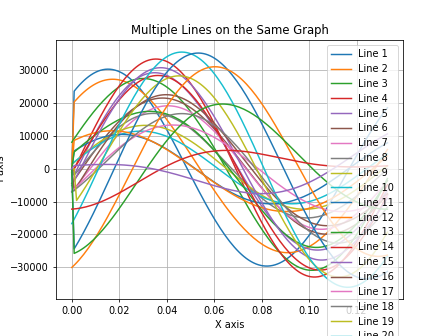 Multiple Lines on the Same Graph
30000
20000
10000
0
−10000
−20000
−30000
axis
0.00
0.02
0.04
0.06
0.08
0.10
X axis
Line 1
Line 2
Line 3
Line 4
Line 5
Line 6
Line 7
Line 8
Line 9
Line 10
Line 11
Line 12
Line 13
Line 14
Line 15
Line 16
Line 17
Line 18
Line 19
Line 20